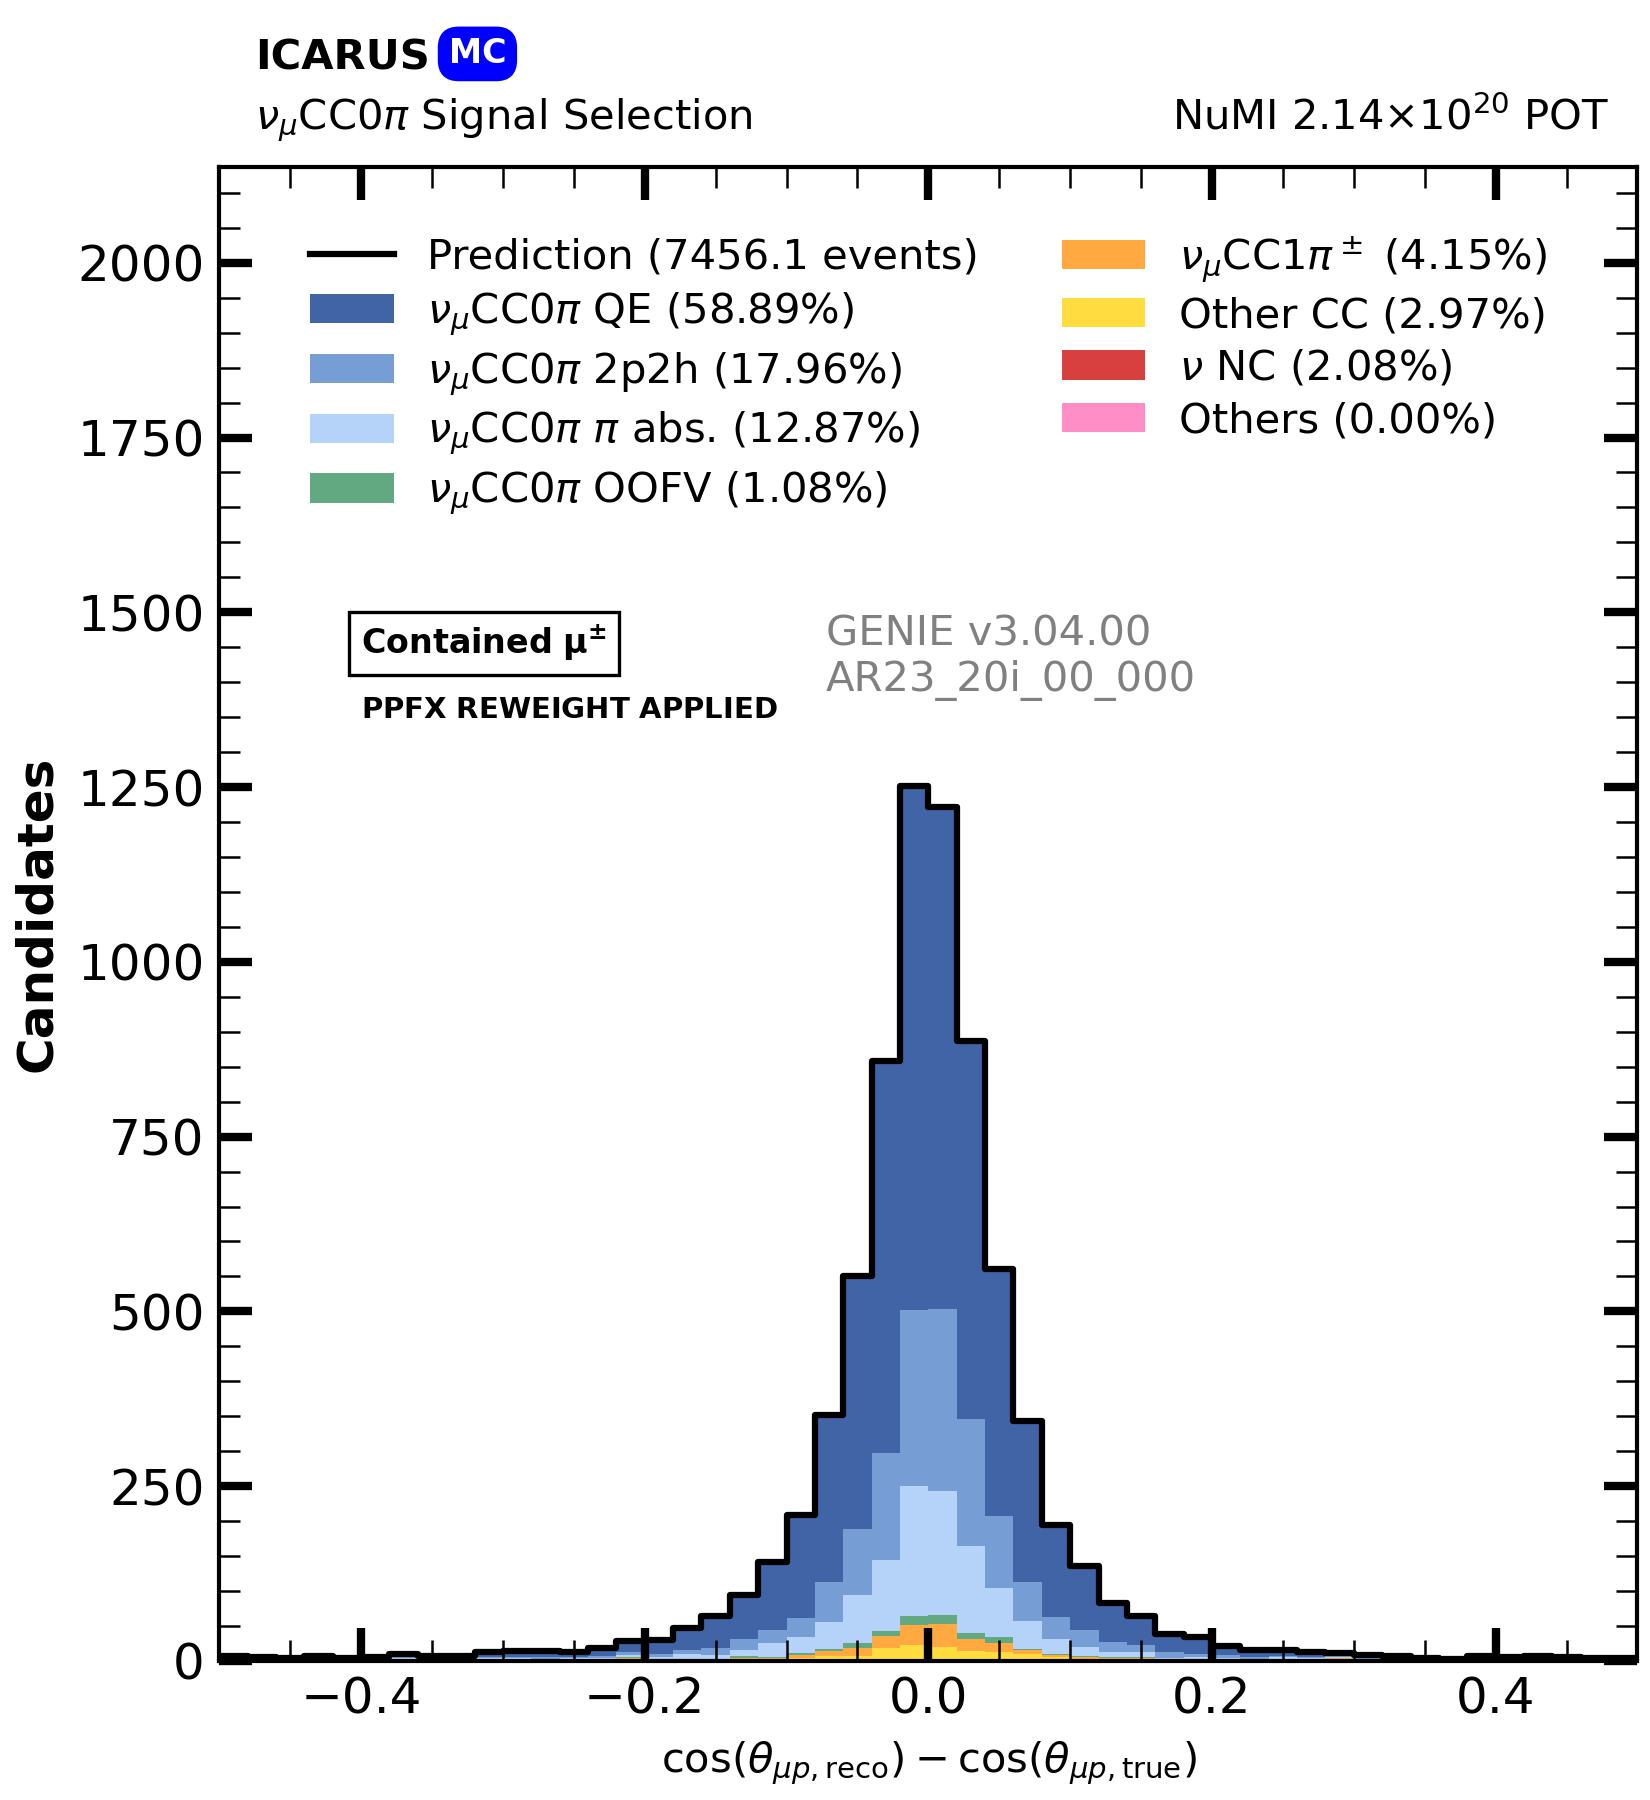 ICARUS MC
νμCC0π Signal Selection
NuMI 2.14×10²⁰ POT
Prediction (7456.1 events)
νμCC0π QE (58.89%)
νμCC0π 2p2h (17.96%)
νμCC0π π abs. (12.87%)
νμCC0π OOFV (1.08%)
νμCC1π± (4.15%)
Other CC (2.97%)
ν NC (2.08%)
Others (0.00%)
Contained μ±
PPFX REWEIGHT APPLIED
GENIE v3.04.00
AR23_20i_00_000
Candidates
2000
1750
1500
1250
1000
750
500
250
0
−0.4 −0.2 0.0 0.2 0.4
cos(θμp, reco) − cos(θμp, true)